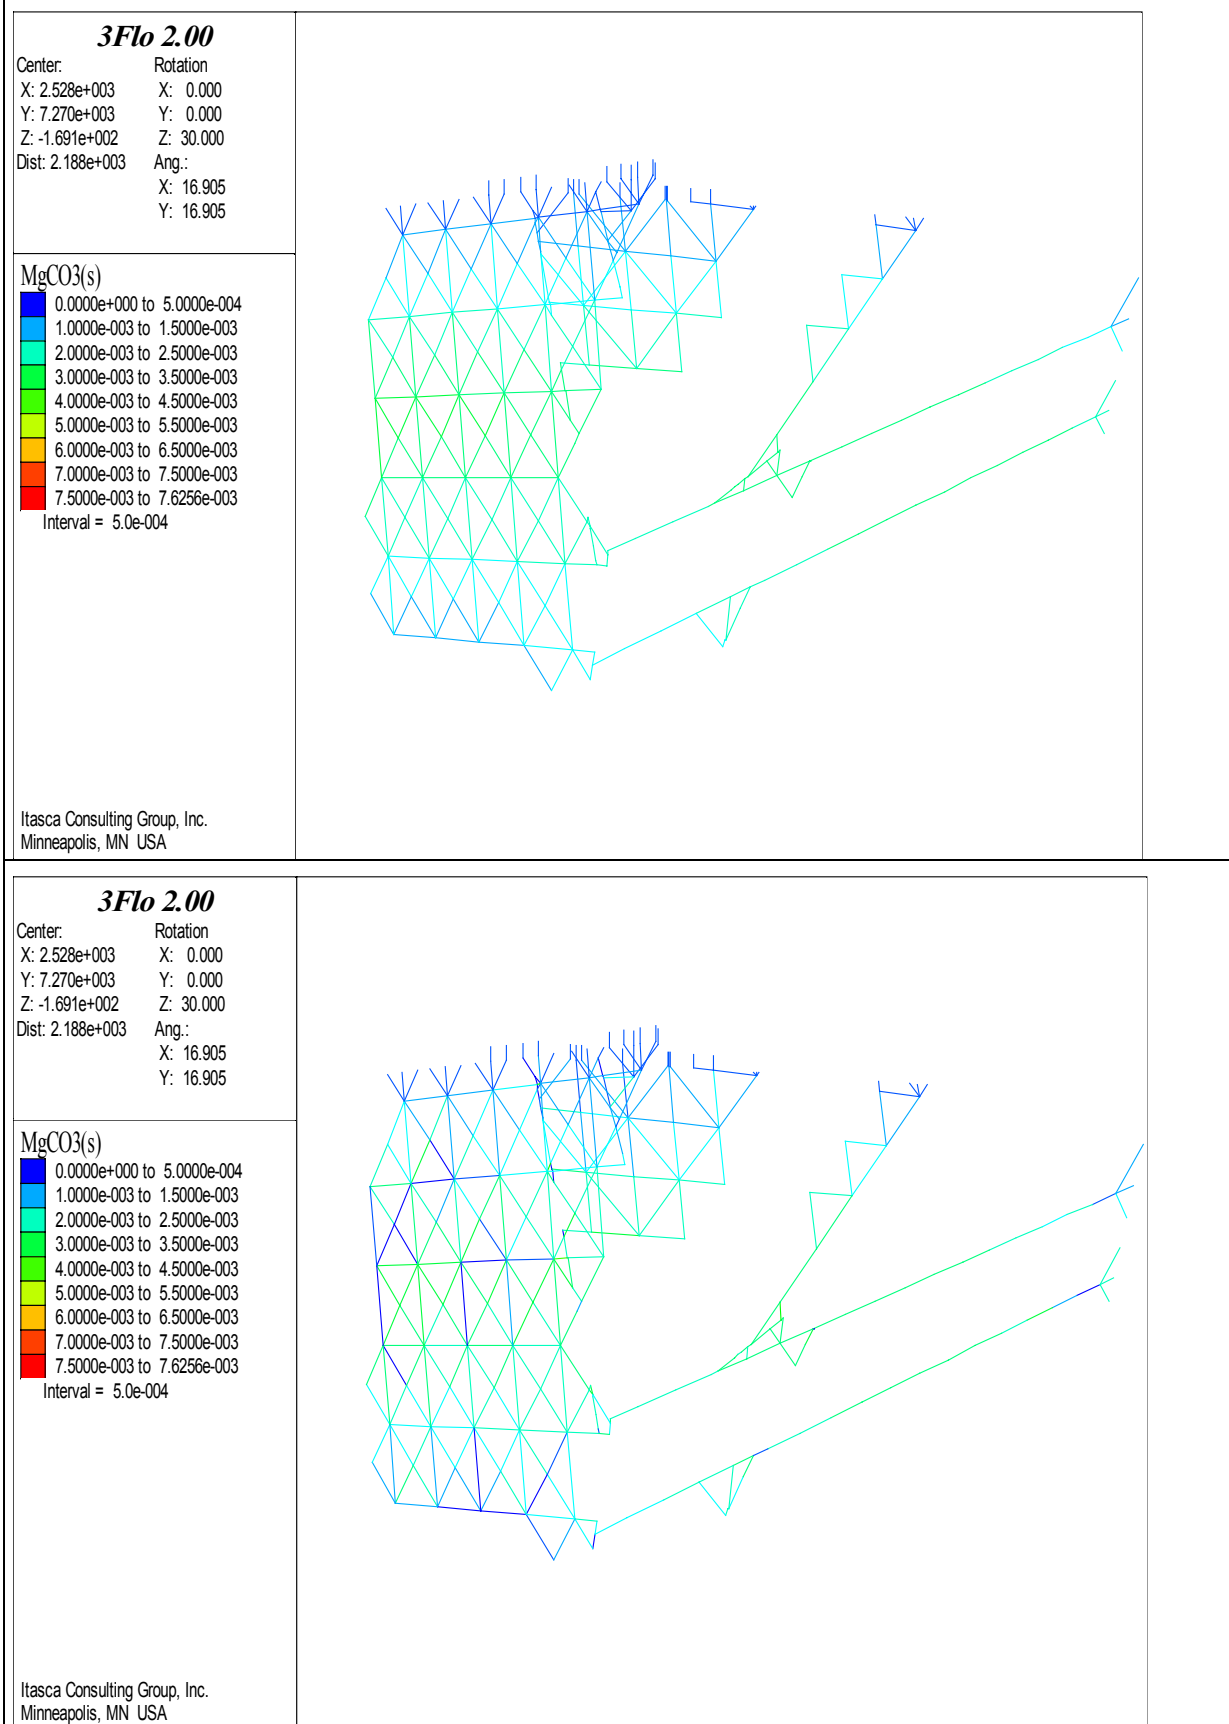 3Flo 2.00
Center: Rotation
X: 2.528e+003 X: 0.000
Y: 7.270e+003 Y: 0.000
Z: -1.691e+002 Z: 30.000
Dist: 2.188e+003 Ang.:
X: 16.905
Y: 16.905
MgCO3(s)
0.0000e+000 to 5.0000e-004
1.0000e-003 to 1.5000e-003
2.0000e-003 to 2.5000e-003
3.0000e-003 to 3.5000e-003
4.0000e-003 to 4.5000e-003
5.0000e-003 to 5.5000e-003
6.0000e-003 to 6.5000e-003
7.0000e-003 to 7.5000e-003
7.5000e-003 to 7.6256e-003
Interval = 5.0e-004
Itasca Consulting Group, Inc.
Minneapolis, MN USA
3Flo 2.00
Center: Rotation
X: 2.528e+003 X: 0.000
Y: 7.270e+003 Y: 0.000
Z: -1.691e+002 Z: 30.000
Dist: 2.188e+003 Ang.:
X: 16.905
Y: 16.905
MgCO3(s)
0.0000e+000 to 5.0000e-004
1.0000e-003 to 1.5000e-003
2.0000e-003 to 2.5000e-003
3.0000e-003 to 3.5000e-003
4.0000e-003 to 4.5000e-003
5.0000e-003 to 5.5000e-003
6.0000e-003 to 6.5000e-003
7.0000e-003 to 7.5000e-003
7.5000e-003 to 7.6256e-003
Interval = 5.0e-004
Itasca Consulting Group, Inc.
Minneapolis, MN USA